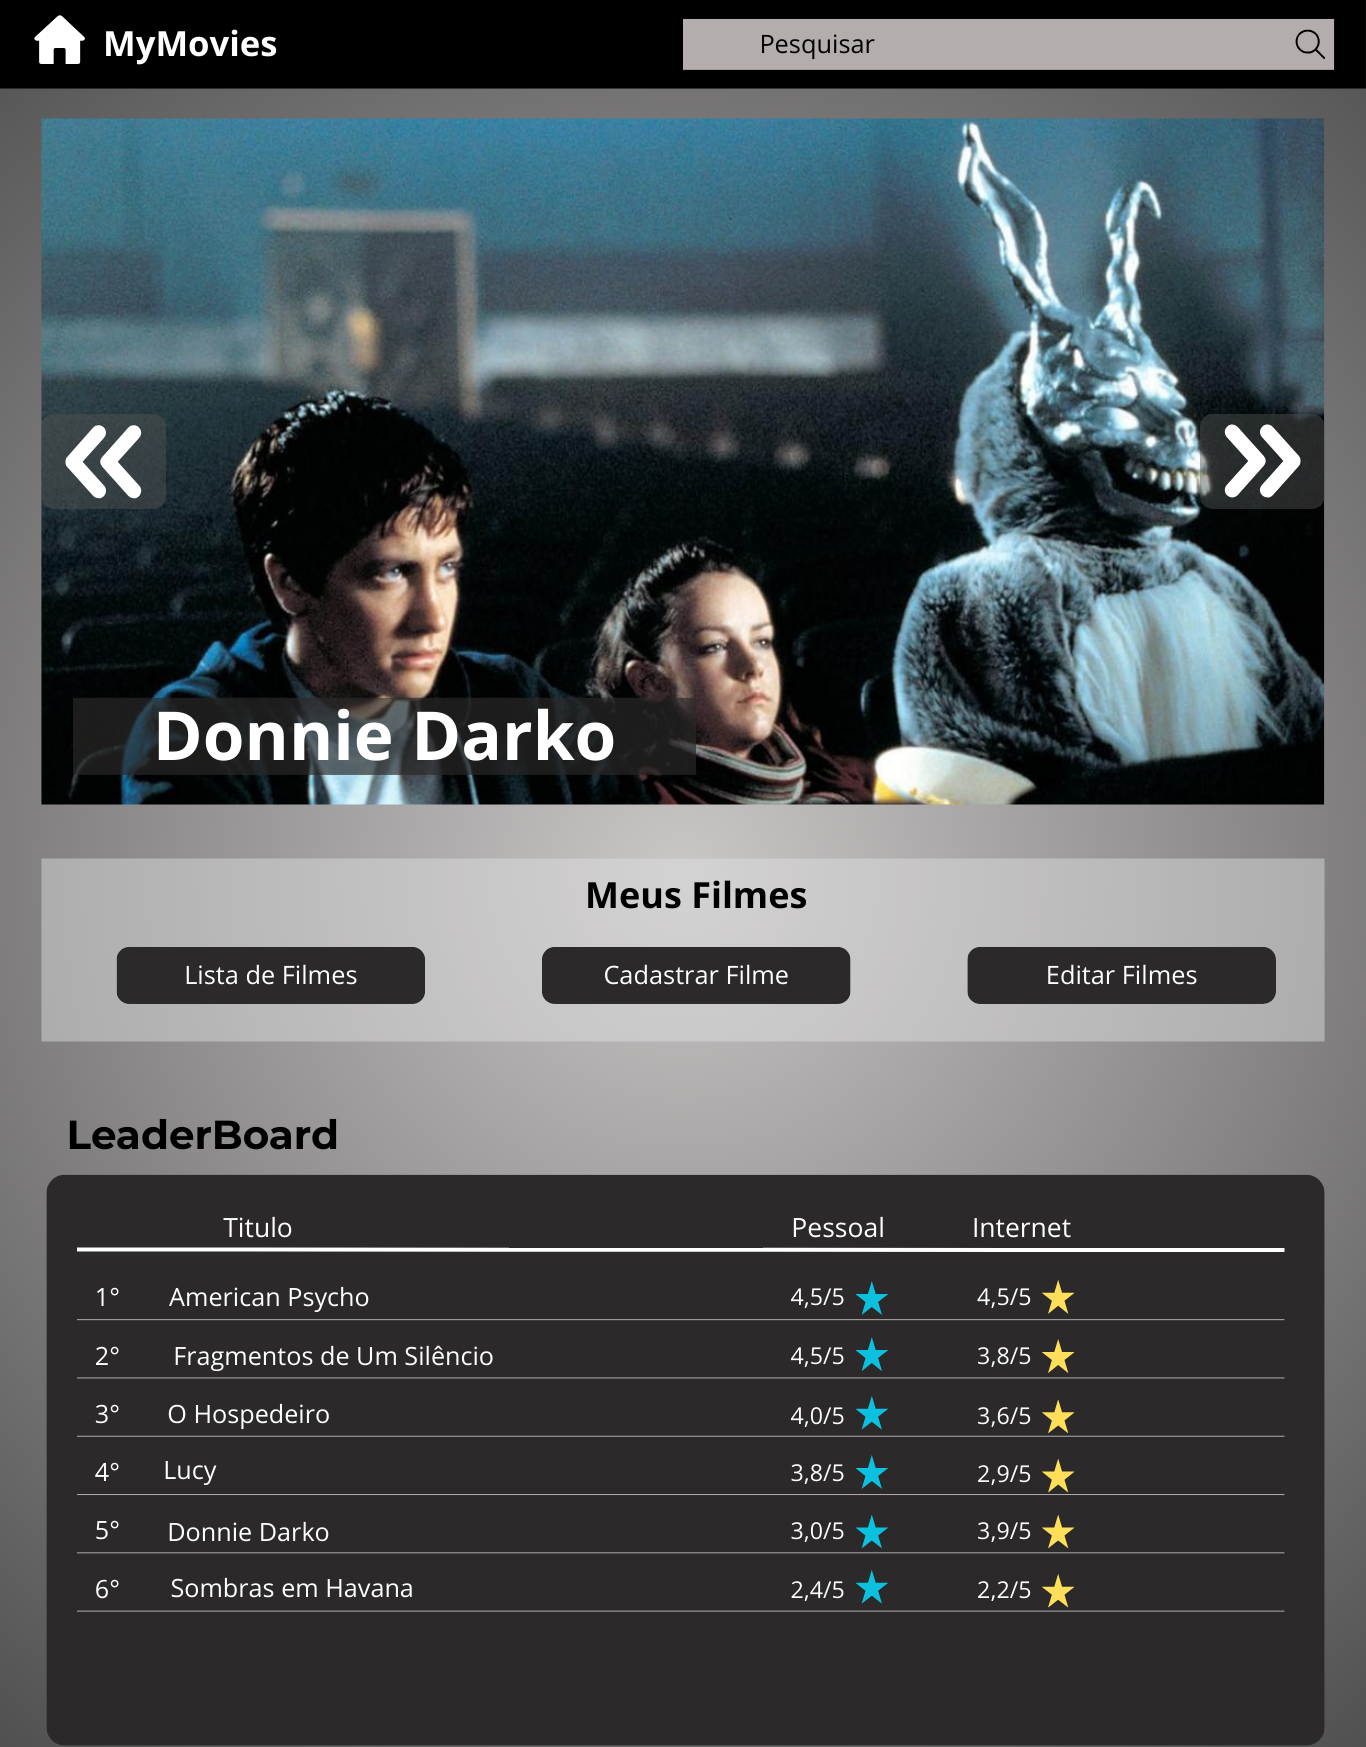 MyMovies
Pesquisar
Donnie Darko
Meus Filmes
Lista de Filmes Cadastrar Filme Editar Filmes
LeaderBoard
Titulo Pessoal Internet
1° American Psycho 4,5/5 4,5/5
2° Fragmentos de Um Silêncio 4,5/5 3,8/5
3° O Hospedeiro 4,0/5 3,6/5
4° Lucy 3,8/5 2,9/5
5° Donnie Darko 3,0/5 3,9/5
6° Sombras em Havana 2,4/5 2,2/5